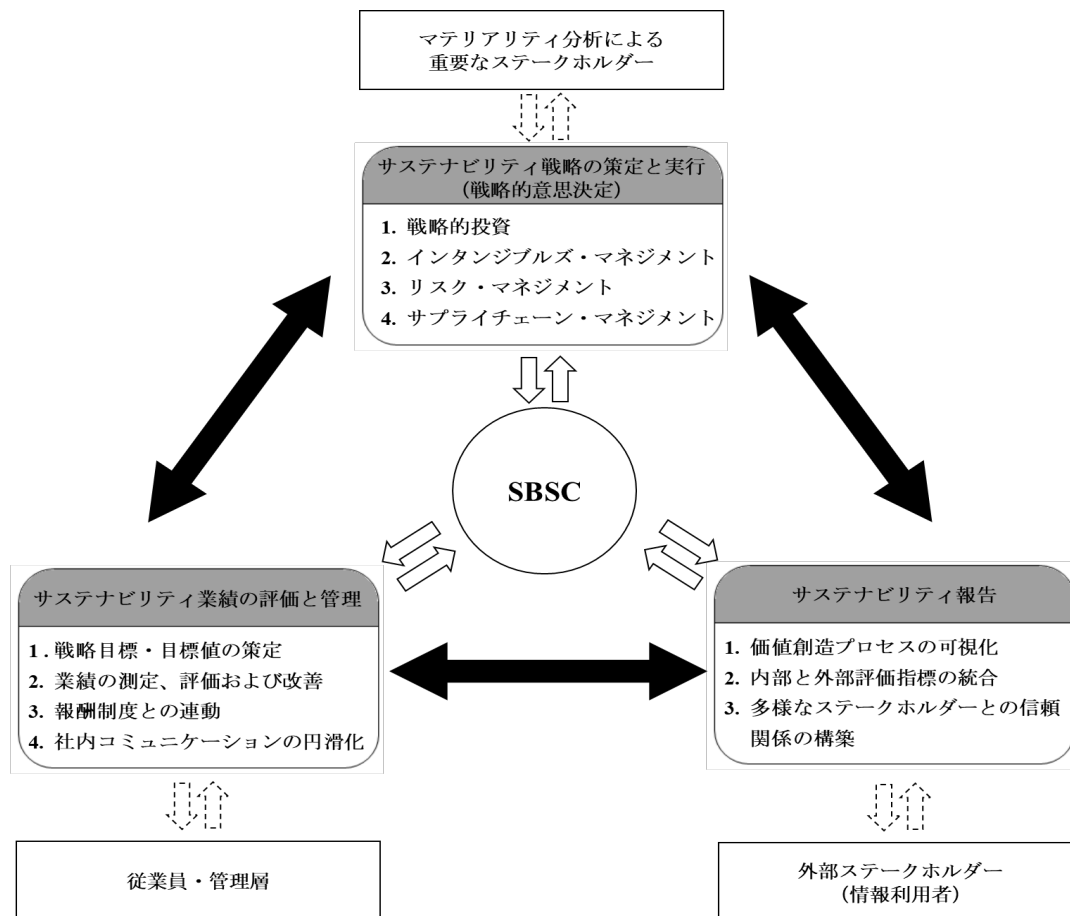 マテリアリティ分析による
重要なステークホルダー
サステナビリティ戦略の策定と実行
（戦略的意思決定）
1. 戦略的投資
2. インタンジブルズ・マネジメント
3. リスク・マネジメント
4. サプライチェーン・マネジメント
SBSC
サステナビリティ業績の評価と管理
1．戦略目標・目標値の策定
2. 業績の測定、評価および改善
3. 報酬制度との連動
4. 社内コミュニケーションの円滑化
サステナビリティ報告
1. 価値創造プロセスの可視化
2. 内部と外部評価指標の統合
3. 多様なステークホルダーとの信頼
関係の構築
従業員・管理層
外部ステークホルダー
（情報利用者）